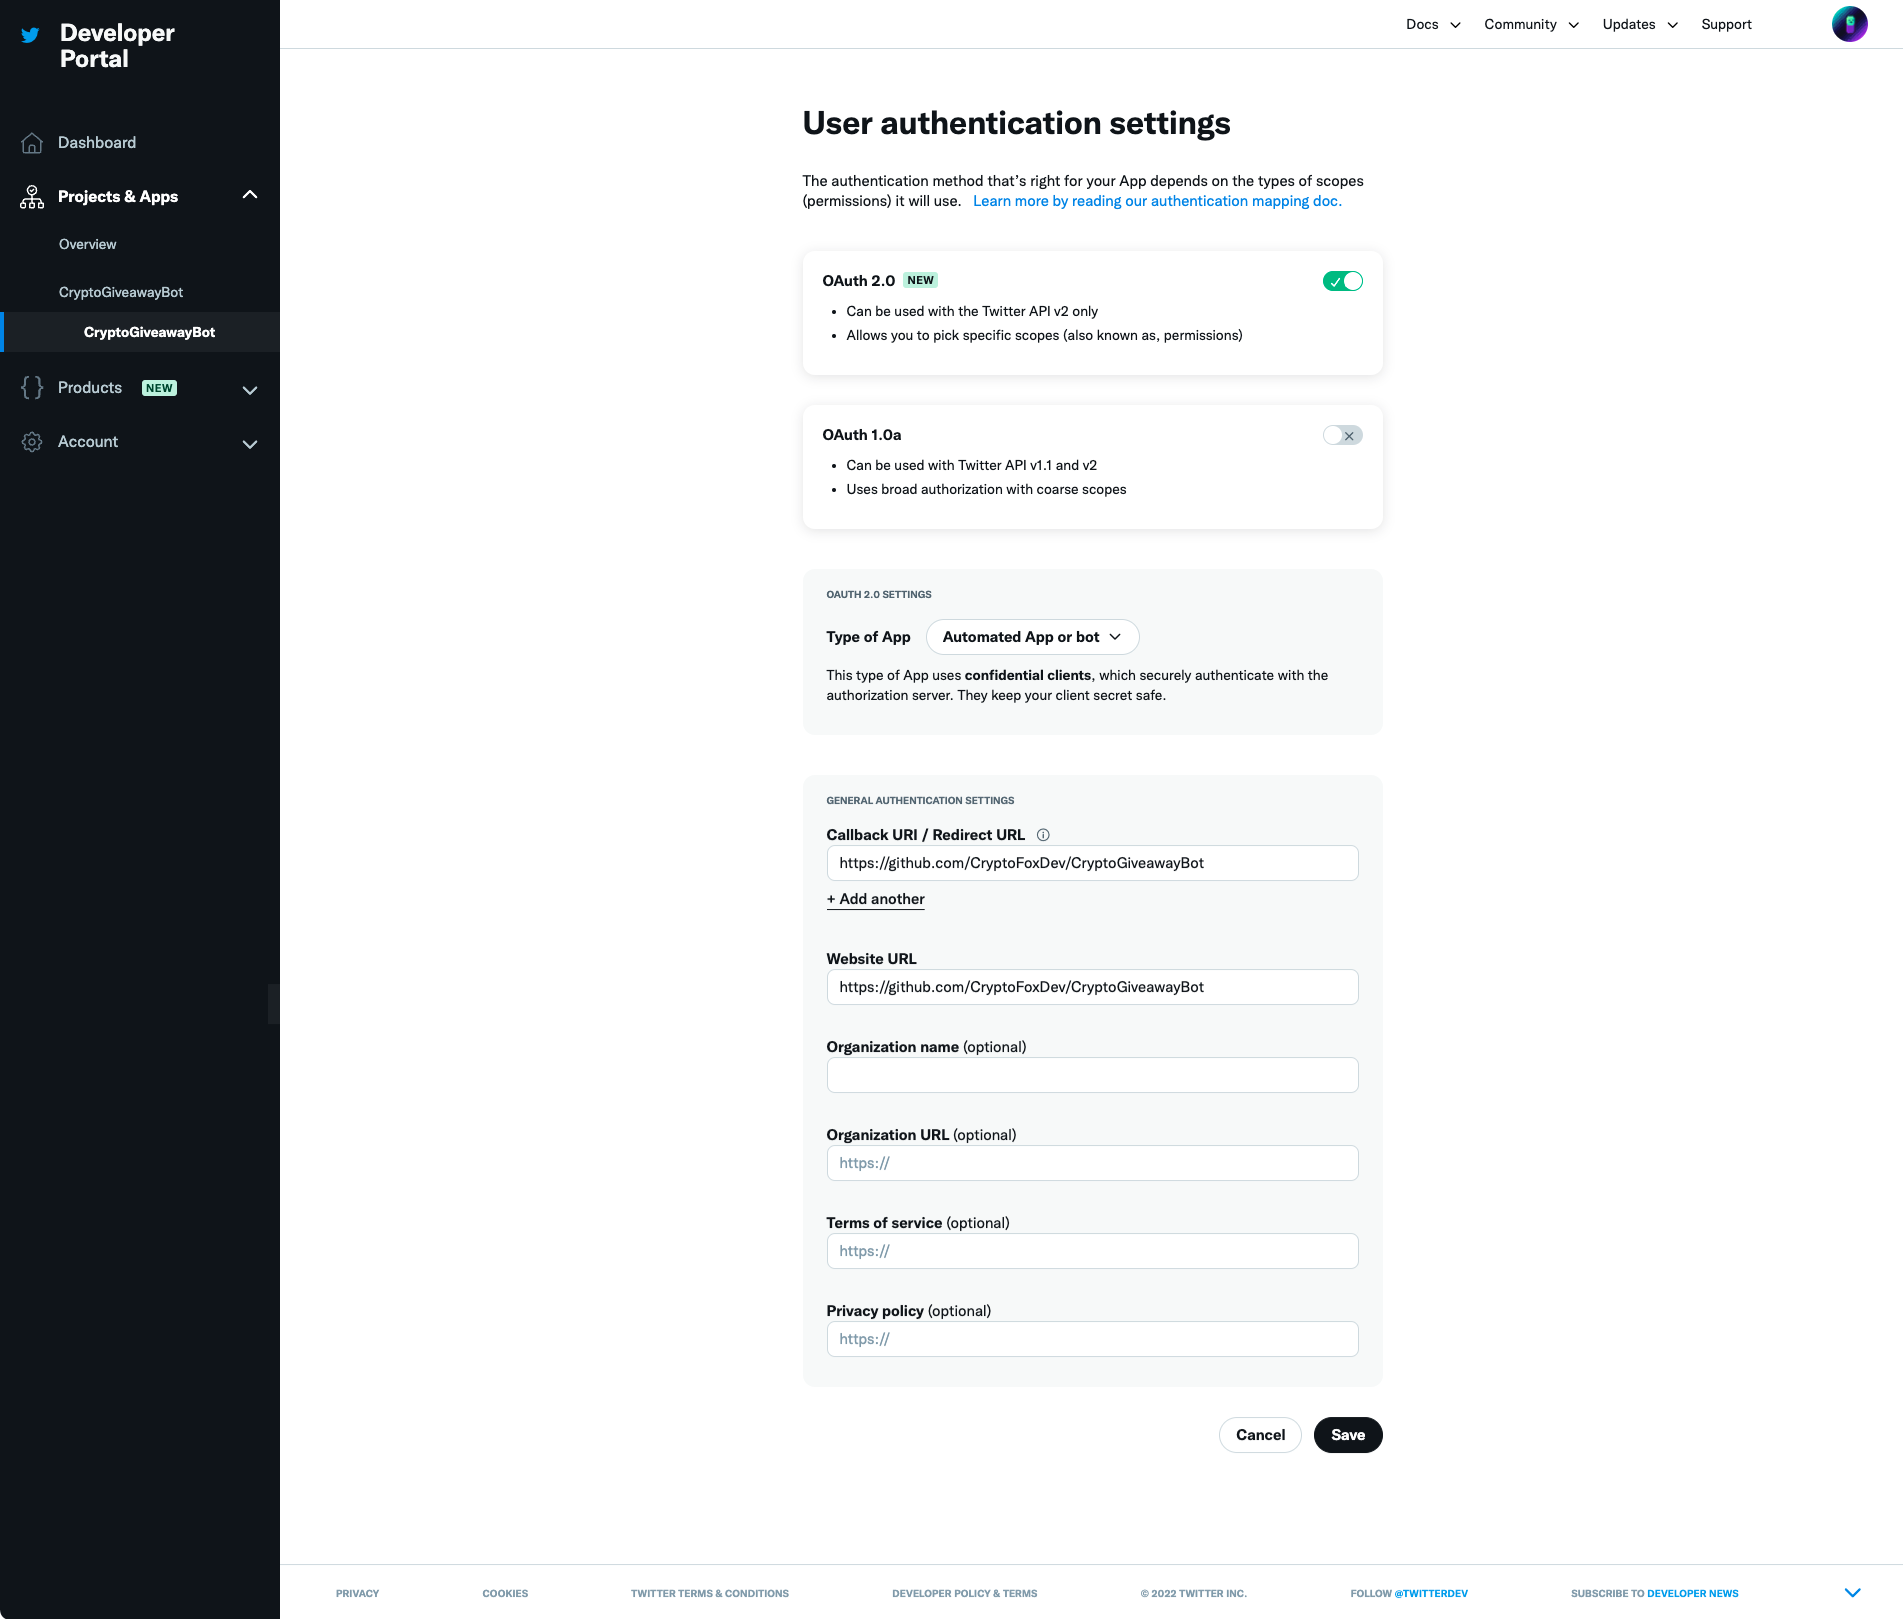 Developer
Portal
Docs
Community
Updates
Support
Dashboard
Projects & Apps
Overview
CryptoGiveawayBot
CryptoGiveawayBot
Products NEW
Account
User authentication settings
The authentication method that's right for your App depends on the types of scopes
(permissions) it will use. Learn more by reading our authentication mapping doc.
OAuth 2.0 NEW
• Can be used with the Twitter API v2 only
• Allows you to pick specific scopes (also known as, permissions)
OAuth 1.0a
• Can be used with Twitter API v1.1 and v2
• Uses broad authorization with coarse scopes
OAUTH 2.0 SETTINGS
Type of App Automated App or bot
This type of App uses confidential clients, which securely authenticate with the
authorization server. They keep your client secret safe.
GENERAL AUTHENTICATION SETTINGS
Callback URI / Redirect URL
https://github.com/CryptoFoxDev/CryptoGiveawayBot
+ Add another
Website URL
https://github.com/CryptoFoxDev/CryptoGiveawayBot
Organization name (optional)
Organization URL (optional)
https://
Terms of service (optional)
https://
Privacy policy (optional)
https://
Cancel
Save
PRIVACY
COOKIES
TWITTER TERMS & CONDITIONS
DEVELOPER POLICY & TERMS
© 2022 TWITTER INC.
FOLLOW @TWITTERDEV
SUBSCRIBE TO DEVELOPER NEWS